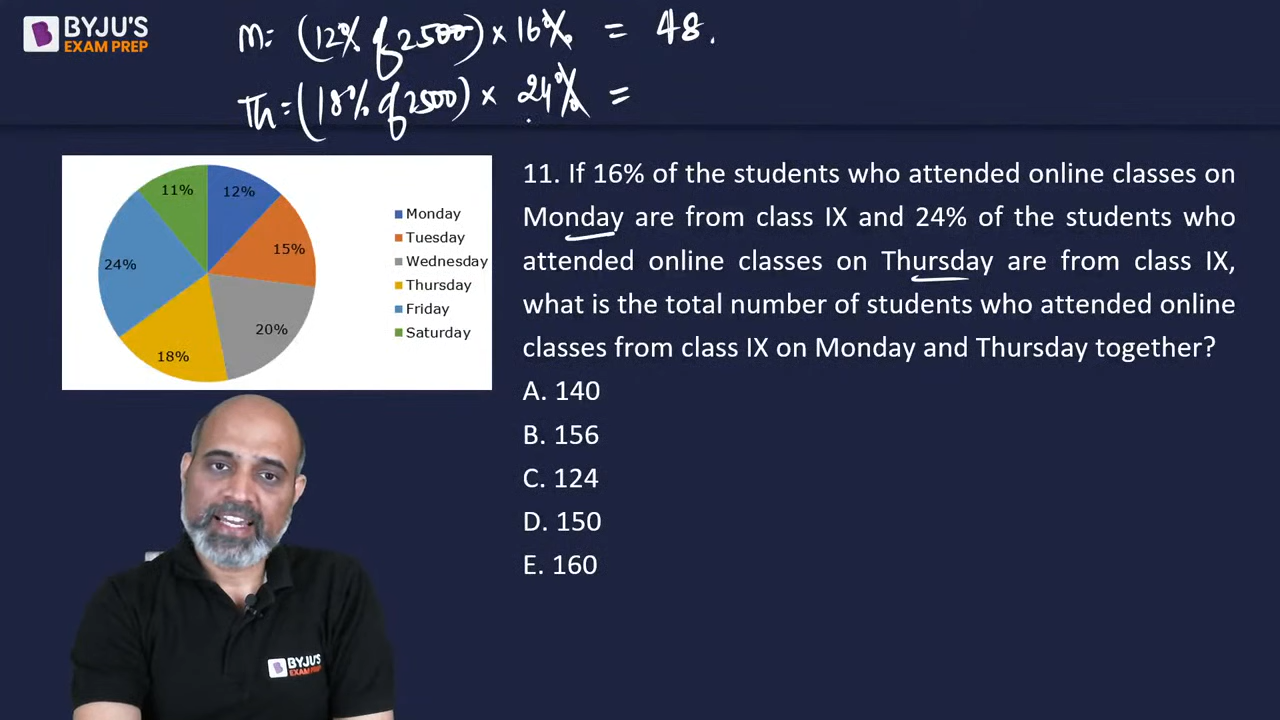 BYJU'S
EXAM PREP
M: (12% of 2500) × 16% = 48.
Th = (18% of 2500) × 24% =
11%
12%
15%
24%
20%
18%
Monday
Tuesday
Wednesday
Thursday
Friday
Saturday
11. If 16% of the students who attended online classes on
Monday are from class IX and 24% of the students who
attended online classes on Thursday are from class IX,
what is the total number of students who attended online
classes from class IX on Monday and Thursday together?
A. 140
B. 156
C. 124
D. 150
E. 160
BYJU'S
EXAM PREP